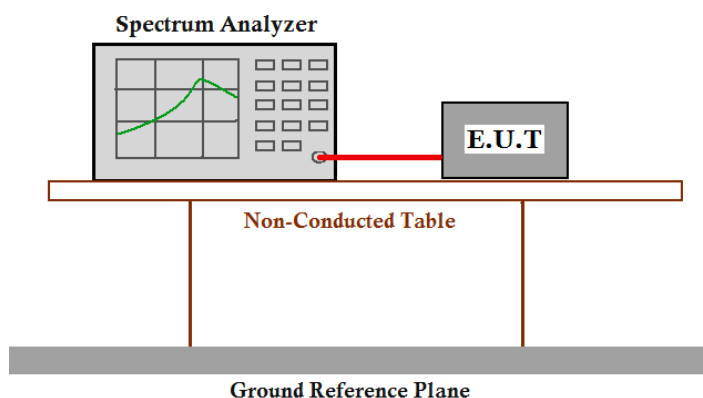 Spectrum Analyzer
E.U.T
Non-Conducted Table
Ground Reference Plane